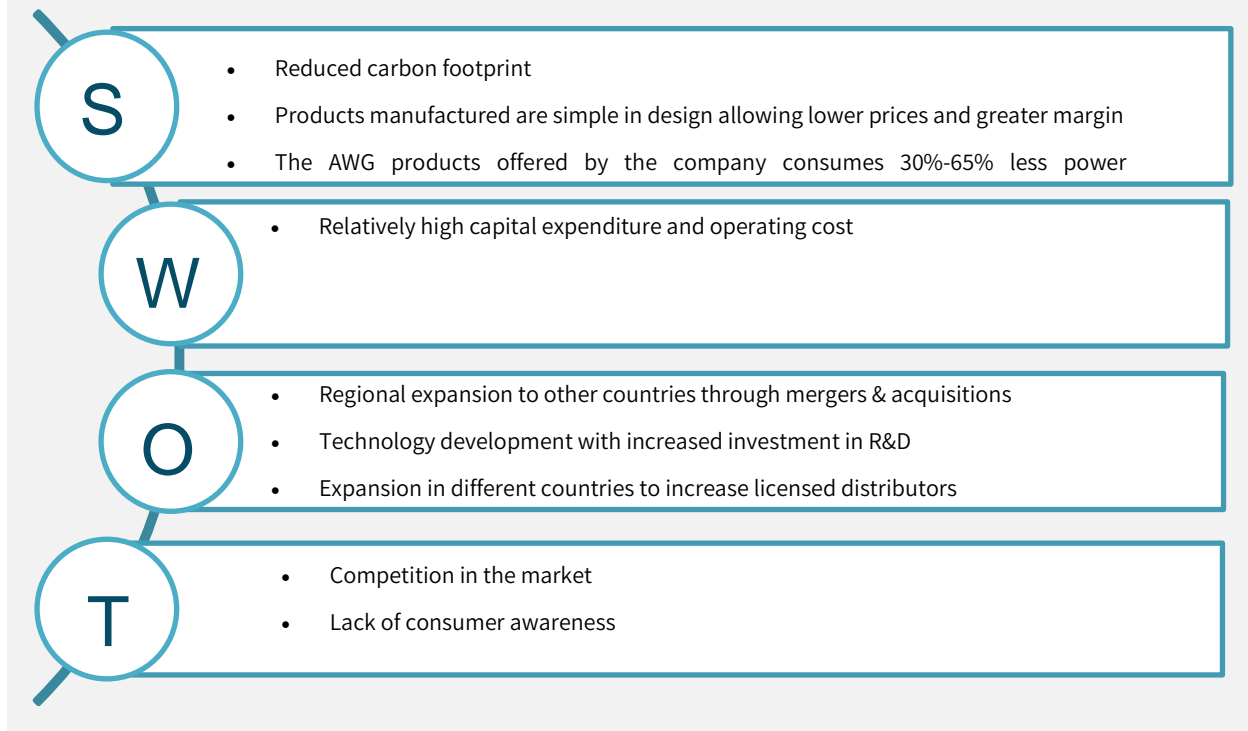 S
• Reduced carbon footprint
• Products manufactured are simple in design allowing lower prices and greater margin
• The AWG products offered by the company consumes 30%-65% less power
W
• Relatively high capital expenditure and operating cost
O
• Regional expansion to other countries through mergers & acquisitions
• Technology development with increased investment in R&D
• Expansion in different countries to increase licensed distributors
T
• Competition in the market
• Lack of consumer awareness